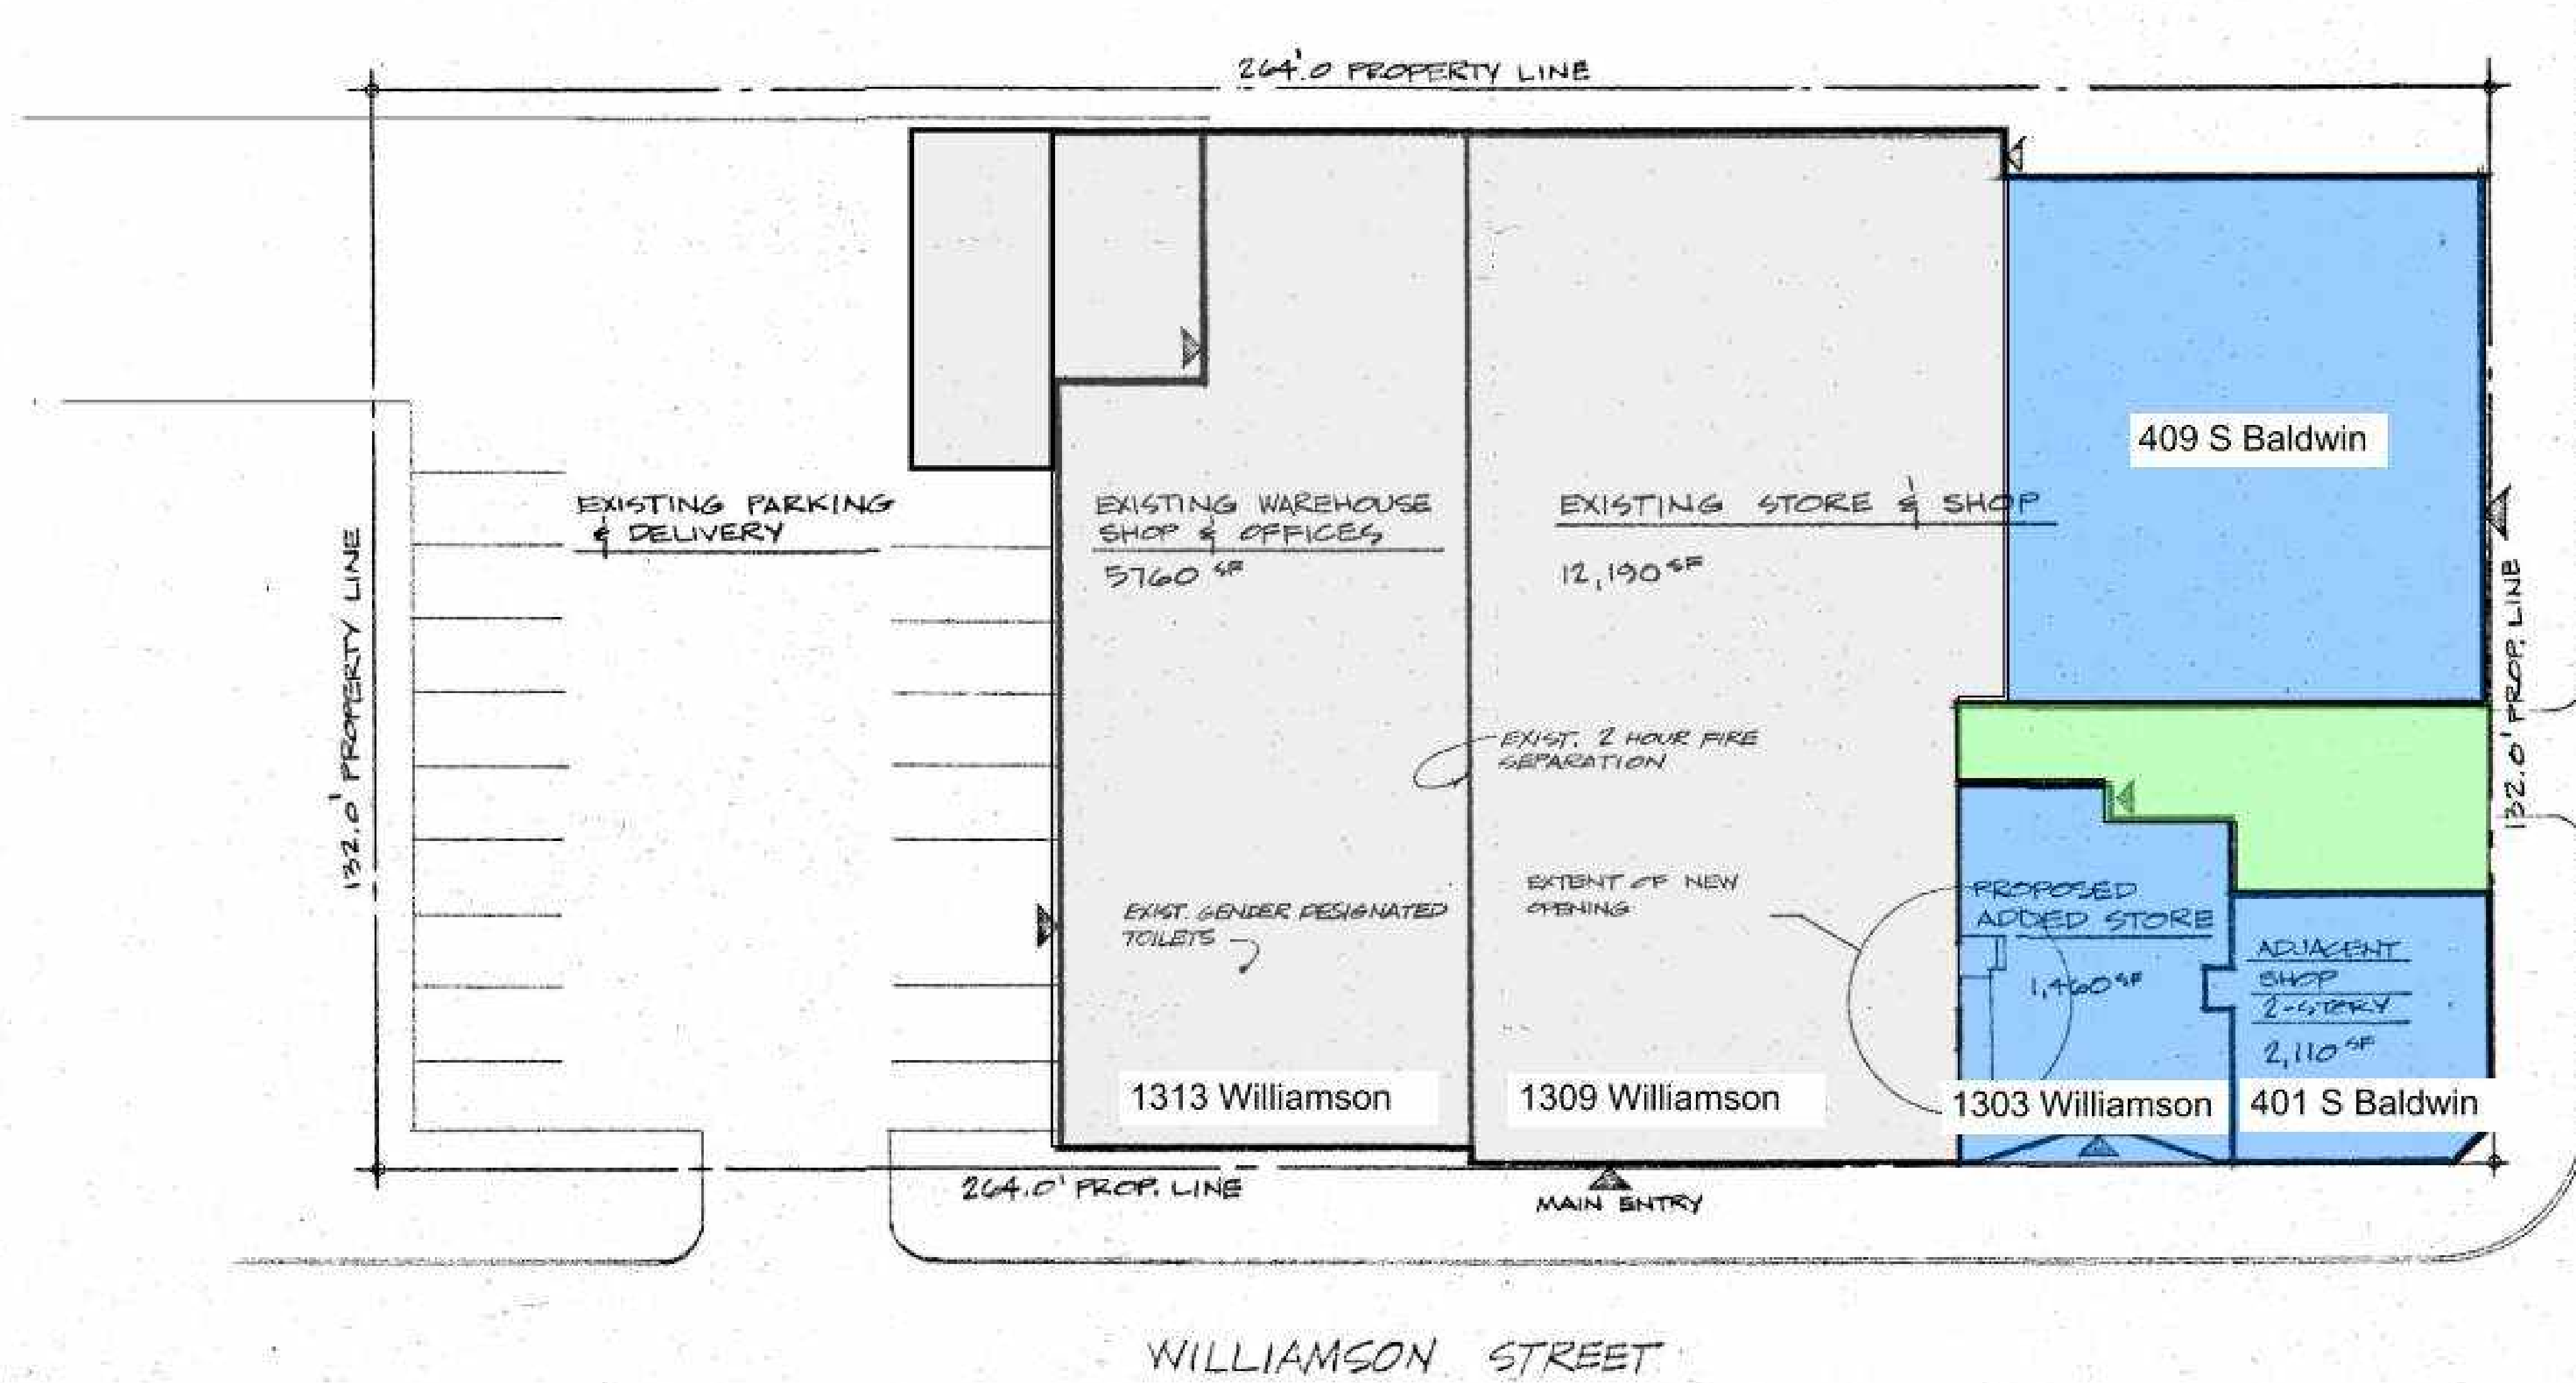 264'.0 PROPERTY LINE
409 S Baldwin
EXISTING PARKING
& DELIVERY
EXISTING WAREHOUSE
SHOP & OFFICES
5760 SF
EXISTING STORE & SHOP
12,190 SF
132.0' PROPERTY LINE
132.0' PROP. LINE
EXIST. 2 HOUR FIRE
SEPARATION
EXIST. GENDER DESIGNATED
TOILETS
EXTENT OF NEW
OPENING
PROPOSED
ADDED STORE
1,460 SF
ADJACENT
SHOP
2-STORY
2,110 SF
1313 Williamson
1309 Williamson
1303 Williamson
401 S Baldwin
264.0' PROP. LINE
MAIN ENTRY
WILLIAMSON STREET